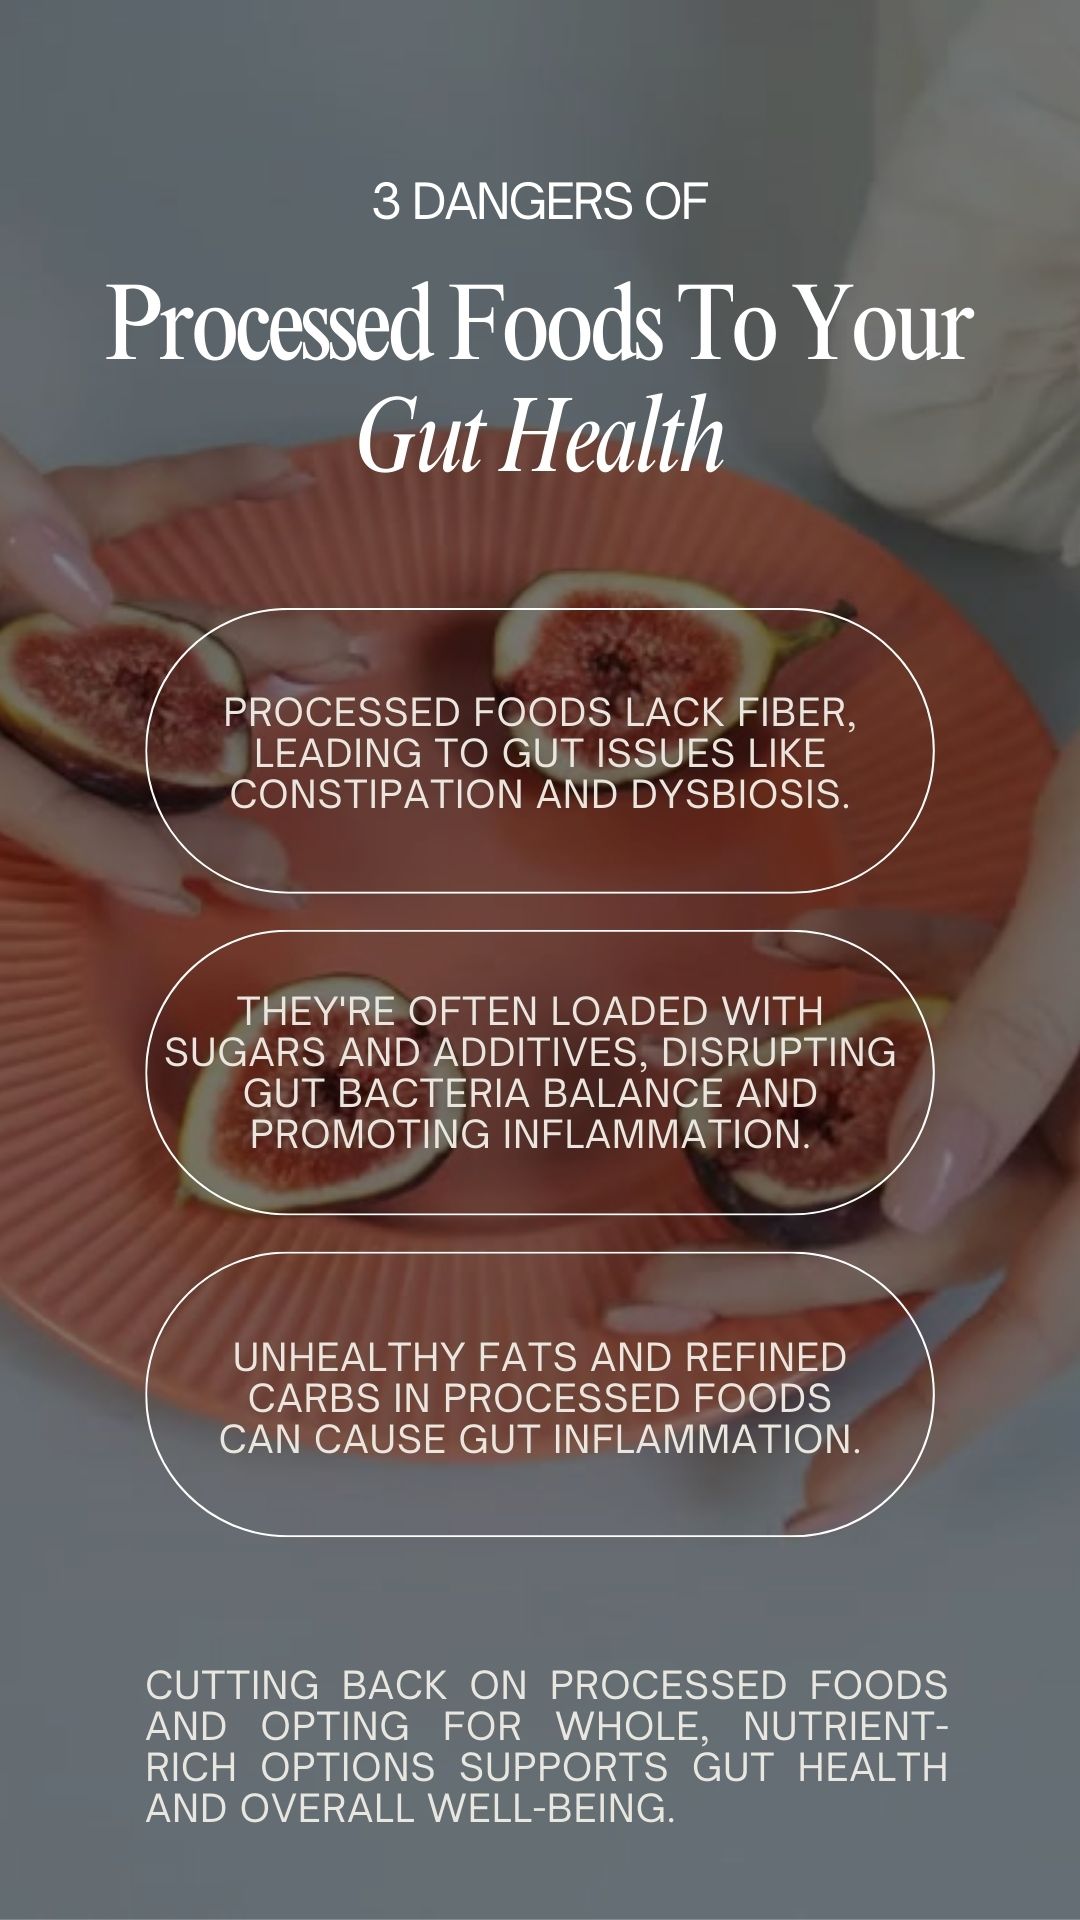 3 DANGERS OF
Processed Foods To Your
Gut Health
PROCESSED FOODS LACK FIBER,
LEADING TO GUT ISSUES LIKE
CONSTIPATION AND DYSBIOSIS.
THEY'RE OFTEN LOADED WITH
SUGARS AND ADDITIVES, DISRUPTING
GUT BACTERIA BALANCE AND
PROMOTING INFLAMMATION.
UNHEALTHY FATS AND REFINED
CARBS IN PROCESSED FOODS
CAN CAUSE GUT INFLAMMATION.
CUTTING BACK ON PROCESSED FOODS
AND OPTING FOR WHOLE, NUTRIENT-
RICH OPTIONS SUPPORTS GUT HEALTH
AND OVERALL WELL-BEING.